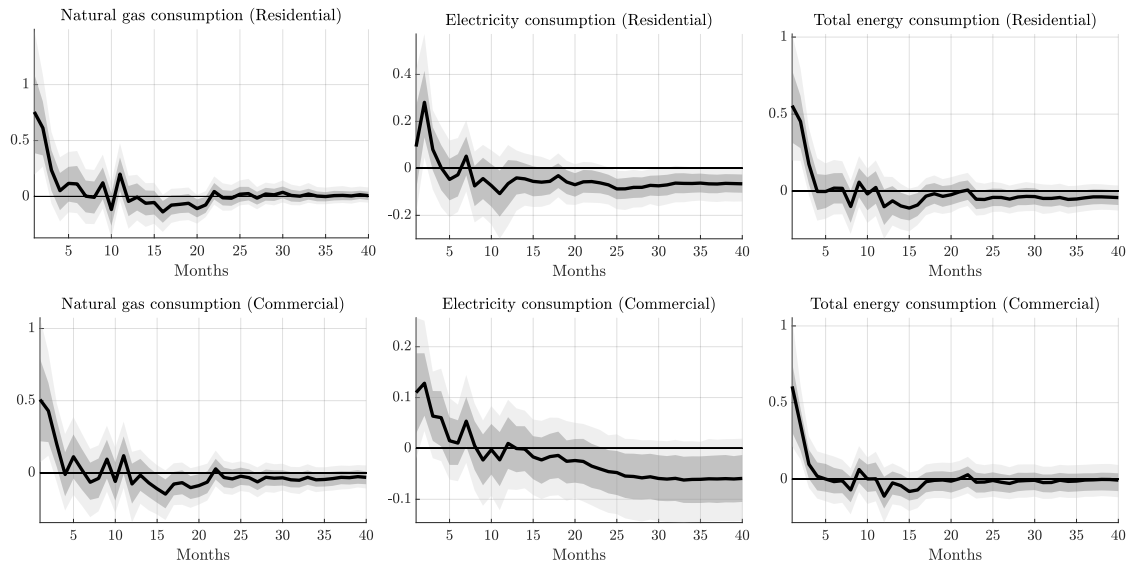 Natural gas consumption (Residential)
1
0.5
0
5 10 15 20 25 30 35 40
Months
Electricity consumption (Residential)
0.4
0.2
0
-0.2
5 10 15 20 25 30 35 40
Months
Total energy consumption (Residential)
1
0.5
0
5 10 15 20 25 30 35 40
Months
Natural gas consumption (Commercial)
1
0.5
0
5 10 15 20 25 30 35 40
Months
Electricity consumption (Commercial)
0.2
0.1
0
-0.1
5 10 15 20 25 30 35 40
Months
Total energy consumption (Commercial)
1
0.5
0
5 10 15 20 25 30 35 40
Months